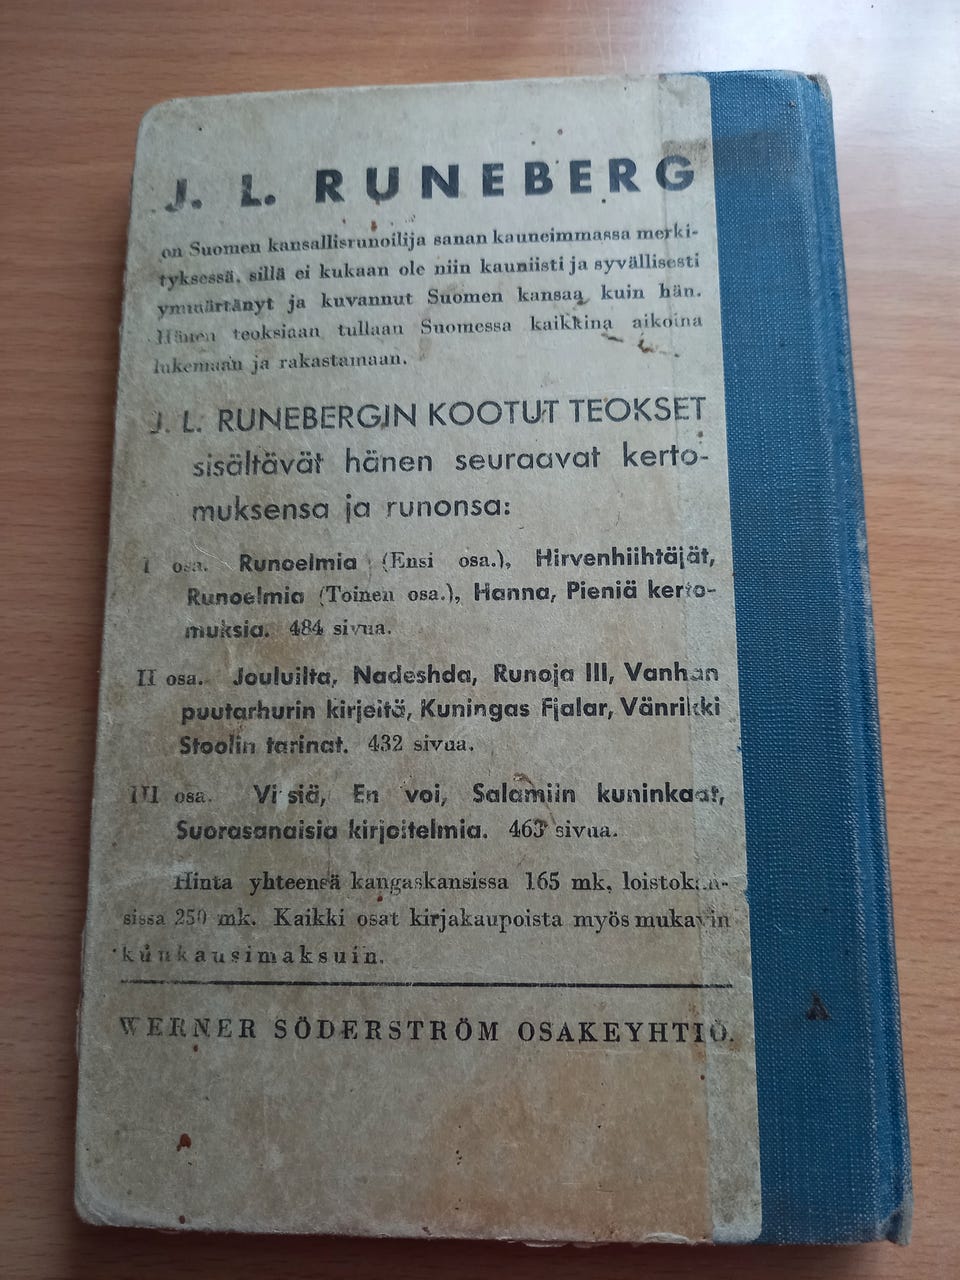 J. L. RUNEBERG
on Suomen kansallisrunoilija sanan kauneimmassa merki-
tyksessä, sillä ei kukaan ole niin kauniisti ja syvällisesti
ymmärtänyt ja kuvannut Suomen kansaa kuin hän.
Hänen teoksiaan tullaan Suomessa kaikkina aikoina
lukemaan ja rakastamaan.
J. L. RUNEBERGIN KOOTUT TEOKSET
sisältävät hänen seuraavat kerto-
muksensa ja runonsa:
I osa. Runoelmia (Ensi osa.), Hirvenhiihtäjät,
Runoelmia (Toinen osa.), Hanna, Pieniä kerto-
muksia. 484 sivua.
II osa. Jouluilta, Nadeshda, Runoja III, Vanhan
puutarhurin kirjeitä, Kuningas Fjalar, Vänrikki
Stoolin tarinat. 432 sivua.
III osa. Virsiä, En voi, Salamiin kuninkaat,
Suorasanaisia kirjoitelmia. 463 sivua.
Hinta yhteensä kangaskansissa 165 mk, loistokan-
sissa 250 mk. Kaikki osat kirjakaupoista myös mukavin
kuukausimaksuin.
WERNER SÖDERSTRÖM OSAKEYHTIÖ.